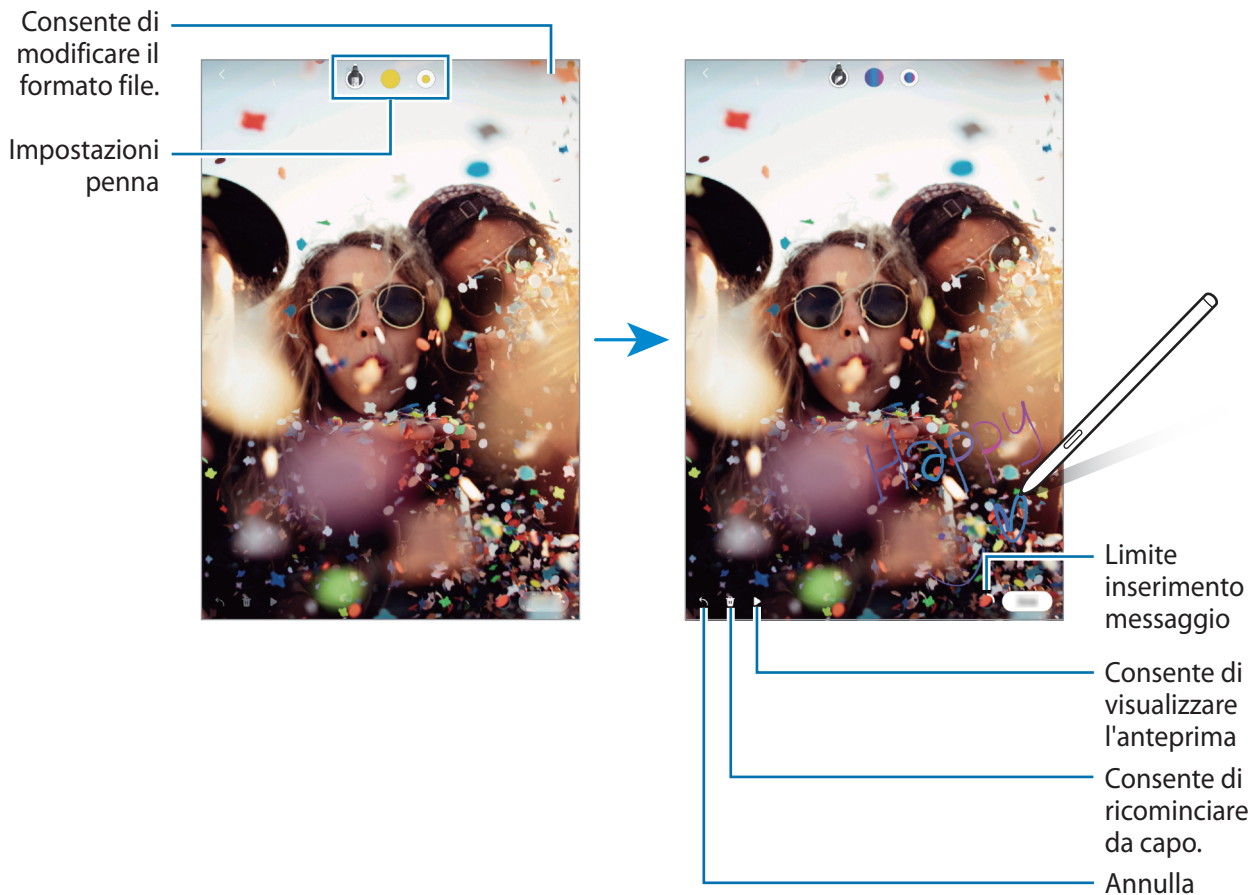 Consente di
modificare il
formato file.
Impostazioni
penna
Happy
Limite
inserimento
messaggio
Consente di
visualizzare
l'anteprima
Consente di
ricominciare
da capo.
Annulla